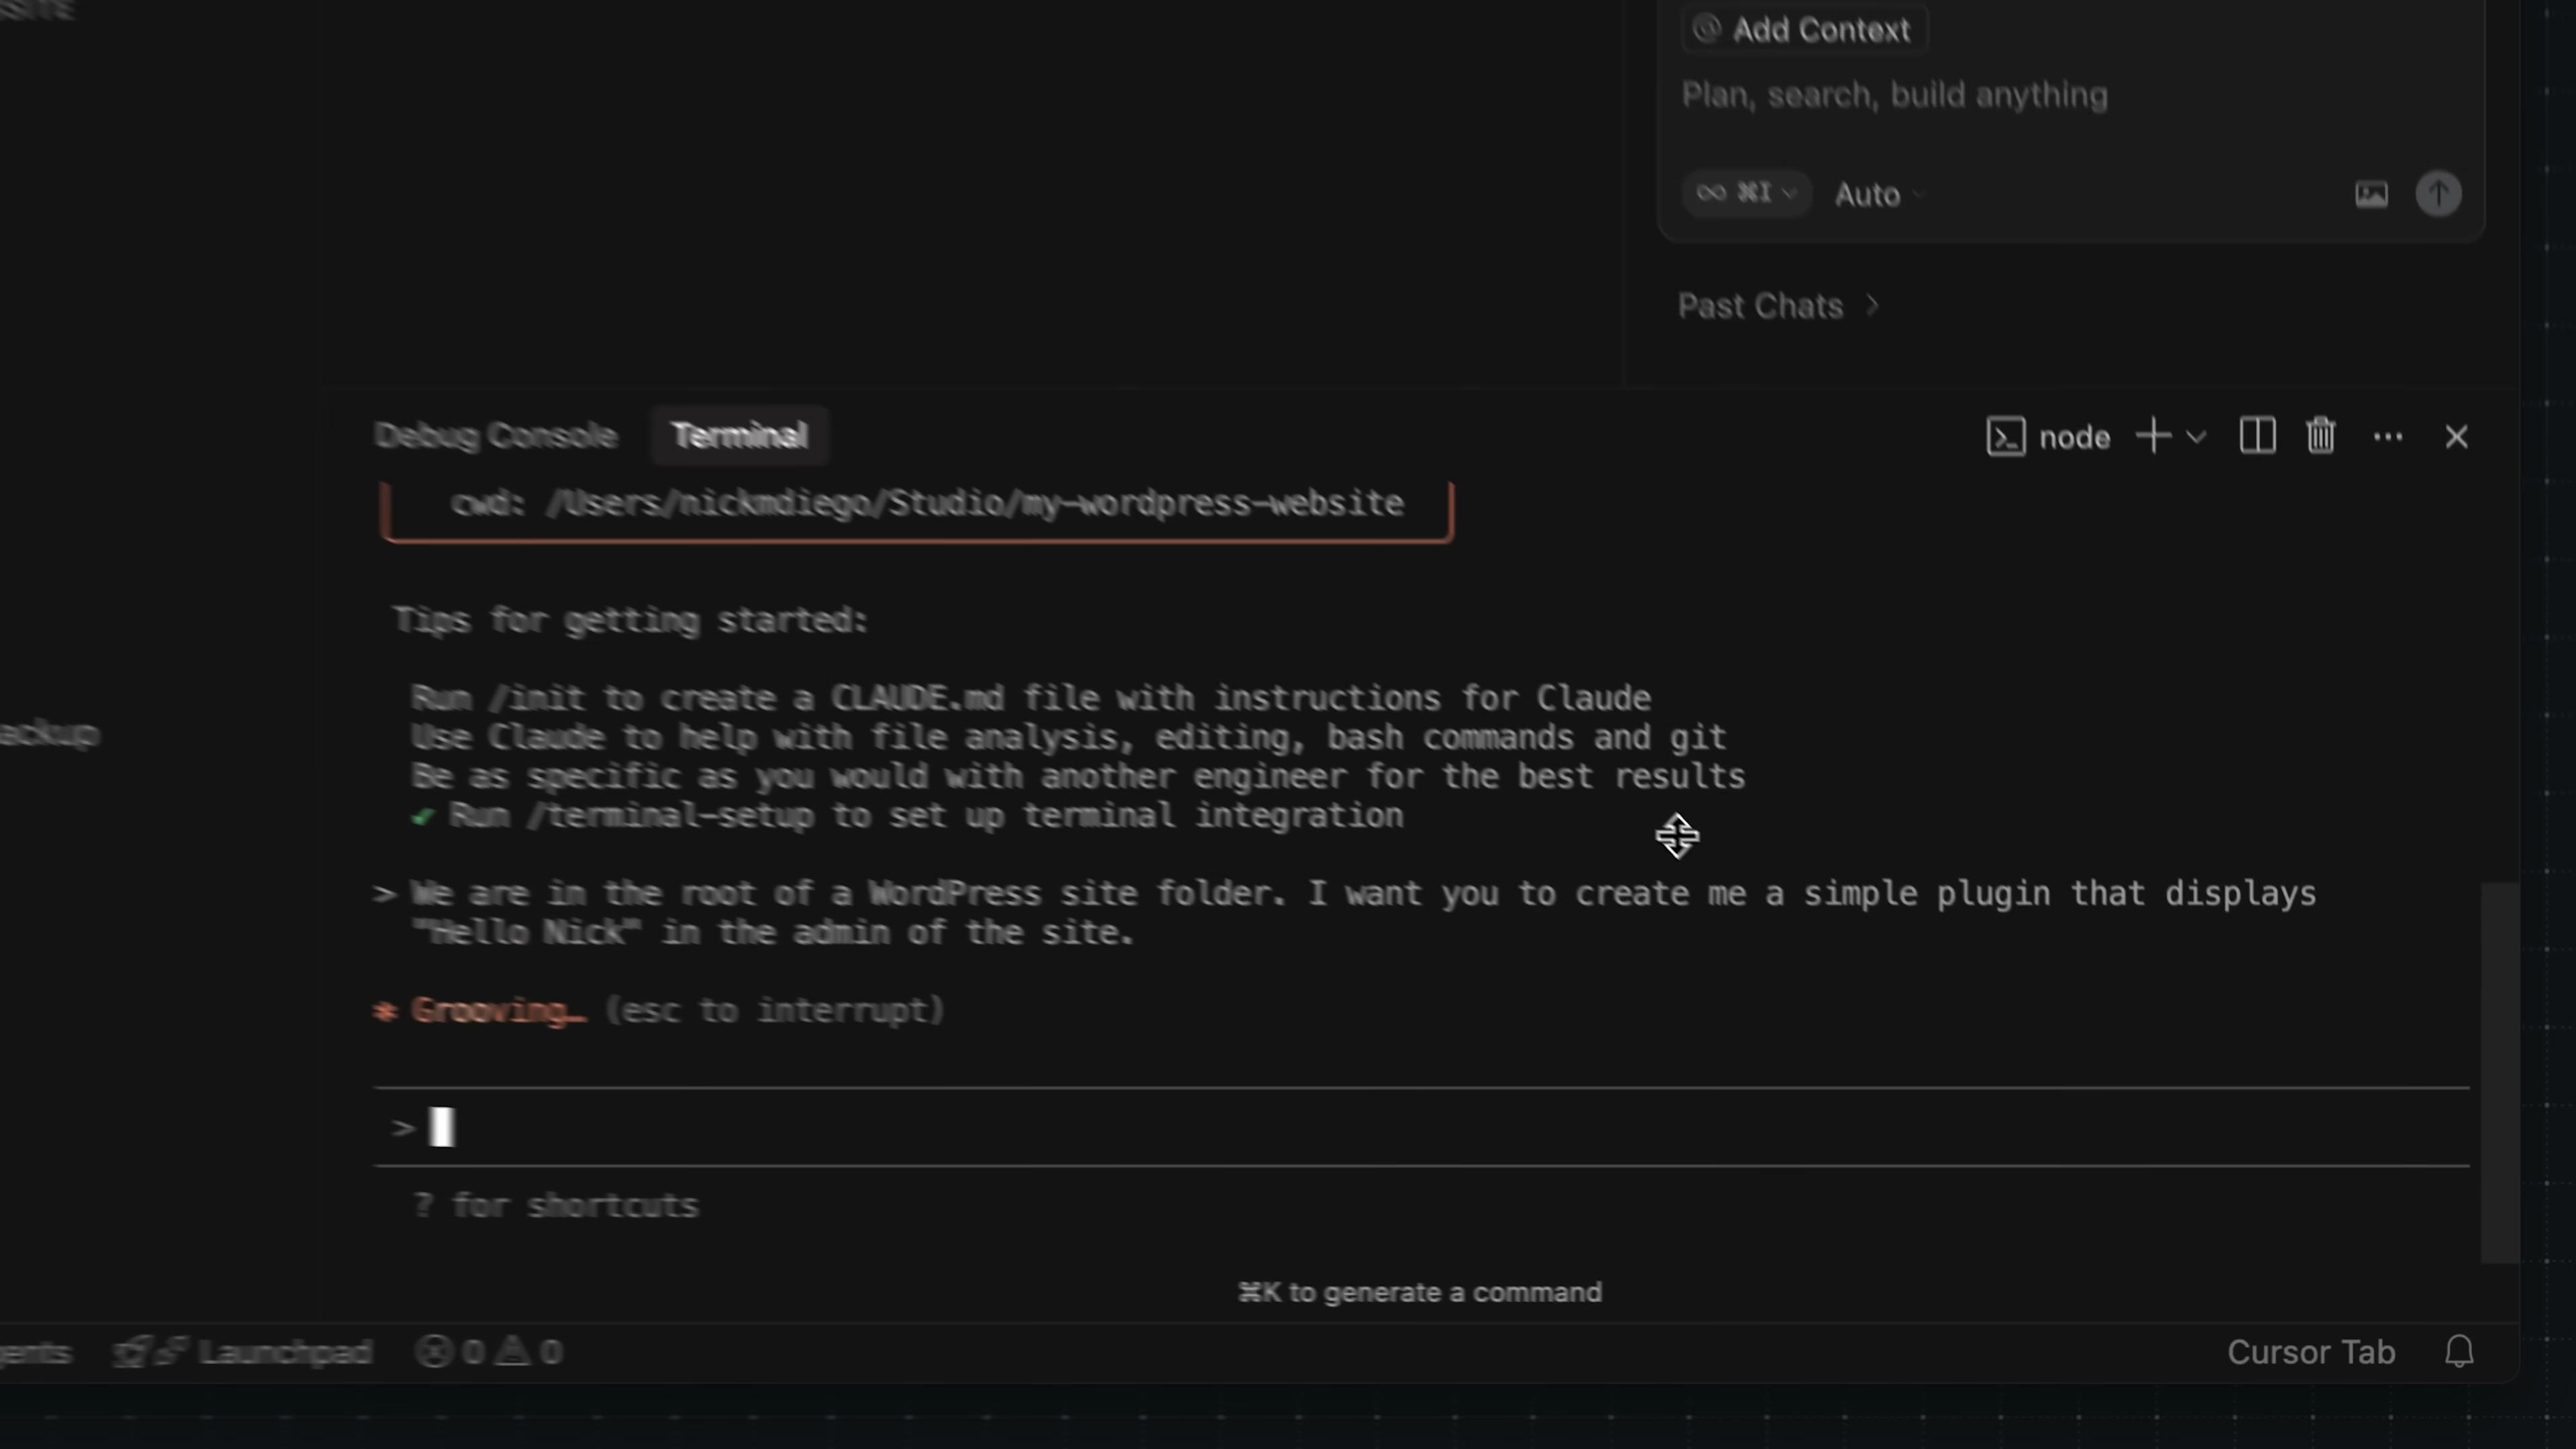 Add Context
Plan, search, build anything
∞ ⌘I Auto
Past Chats >
Debug Console Terminal node
cwd: /Users/nickmdiego/Studio/my-wordpress-website
Tips for getting started:
Run /init to create a CLAUDE.md file with instructions for Claude
Use Claude to help with file analysis, editing, bash commands and git
Be as specific as you would with another engineer for the best results
✔ Run /terminal-setup to set up terminal integration
> We are in the root of a WordPress site folder. I want you to create me a simple plugin that displays
"Hello Nick" in the admin of the site.
* Grooving… (esc to interrupt)
>
? for shortcuts
⌘K to generate a command
Launchpad 0 0 Cursor Tab